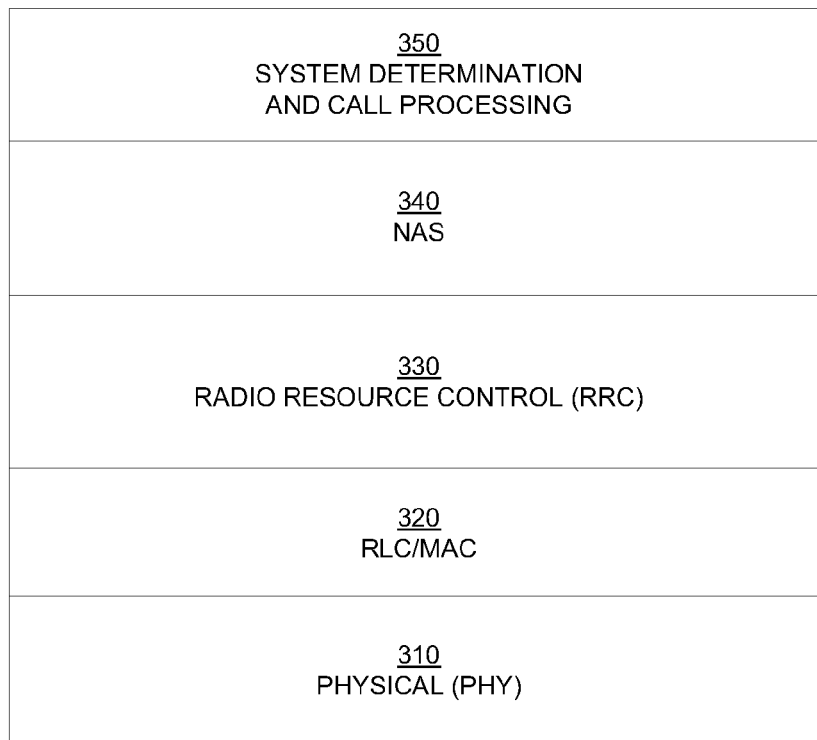 350
SYSTEM DETERMINATION
AND CALL PROCESSING
340
NAS
330
RADIO RESOURCE CONTROL (RRC)
320
RLC/MAC
310
PHYSICAL (PHY)